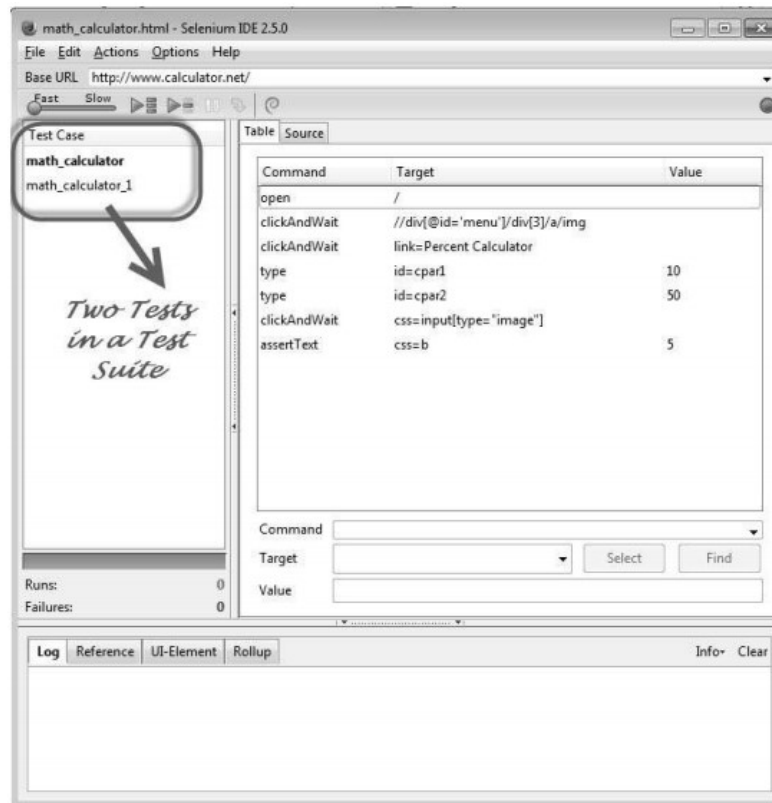 math_calculator.html - Selenium IDE 2.5.0
File Edit Actions Options Help
Base URL http://www.calculator.net/
Fast Slow
Test Case
math_calculator
math_calculator_1
Two Tests
in a Test
Suite
Runs: 0
Failures: 0
Table Source
Command Target Value
open /
clickAndWait //div[@id='menu']/div[3]/a/img
clickAndWait link=Percent Calculator
type id=cpar1 10
type id=cpar2 50
clickAndWait css=input[type="image"]
assertText css=b 5
Command
Target Select Find
Value
Log Reference UI-Element Rollup Info Clear